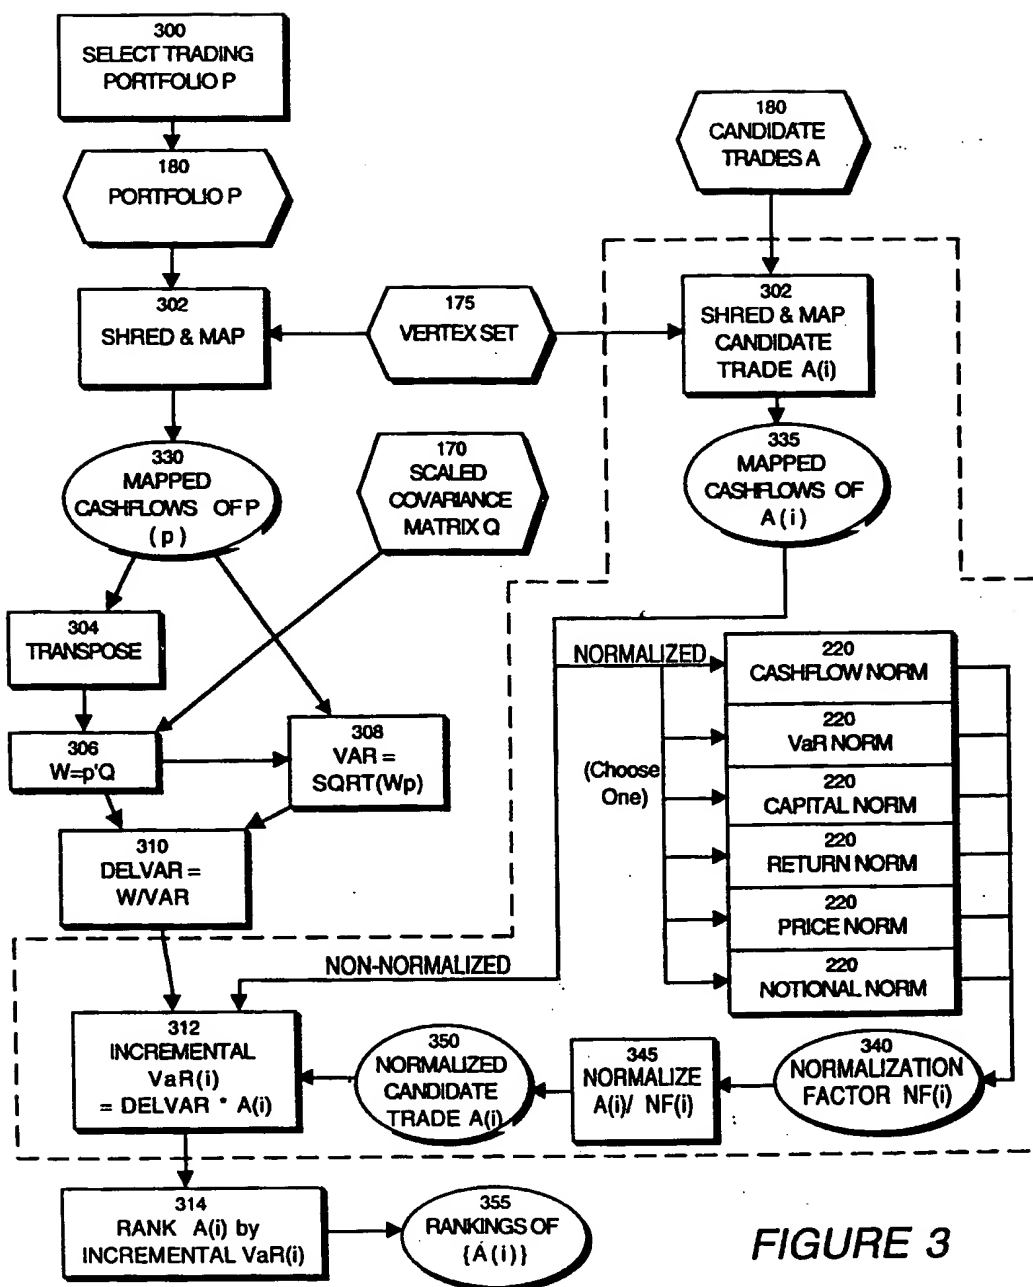 300
SELECT TRADING
PORTFOLIO P
180
PORTFOLIO P
180
CANDIDATE
TRADES A
302
SHRED & MAP
175
VERTEX SET
302
SHRED & MAP
CANDIDATE
TRADE A(i)
330
MAPPED
CASHFLOWS OF P
(p)
170
SCALED
COVARIANCE
MATRIX Q
335
MAPPED
CASHFLOWS OF
A(i)
304
TRANSPOSE
306
W=p'Q
308
VAR =
SQRT(Wp)
310
DELVAR =
W/VAR
NORMALIZED
(Choose
One)
220
CASHFLOW NORM
220
VaR NORM
220
CAPITAL NORM
220
RETURN NORM
220
PRICE NORM
220
NOTIONAL NORM
NON-NORMALIZED
312
INCREMENTAL
VaR(i)
= DELVAR * A(i)
350
NORMALIZED
CANDIDATE
TRADE A(i)
345
NORMALIZE
A(i)/ NF(i)
340
NORMALIZATION
FACTOR NF(i)
314
RANK A(i) by
INCREMENTAL VaR(i)
355
RANKINGS OF
{A(i)}
FIGURE 3